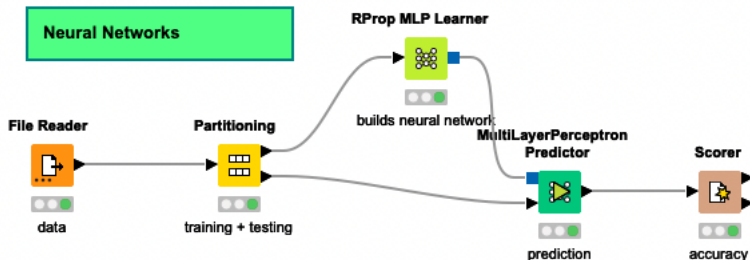 Neural Networks
RProp MLP Learner
builds neural network
File Reader
data
Partitioning
training + testing
MultiLayerPerceptron
Predictor
prediction
Scorer
accuracy